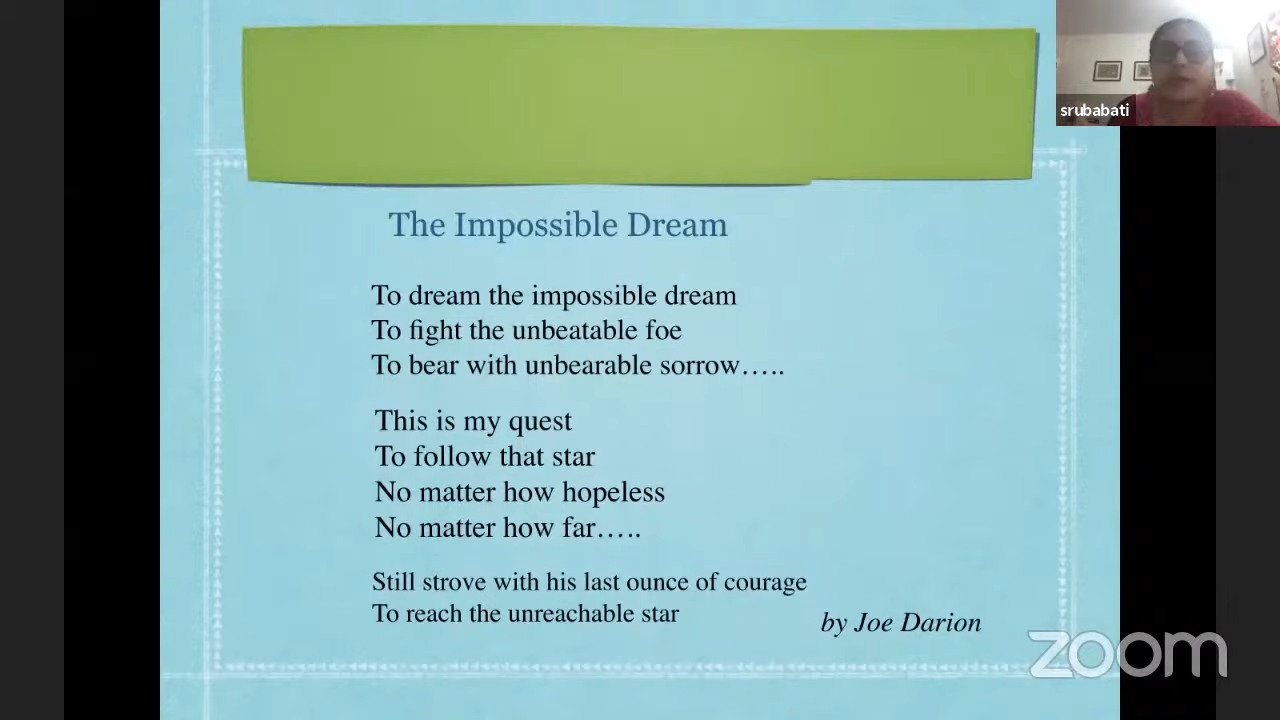 srubabati
The Impossible Dream
To dream the impossible dream
To fight the unbeatable foe
To bear with unbearable sorrow…..
This is my quest
To follow that star
No matter how hopeless
No matter how far…..
Still strove with his last ounce of courage
To reach the unreachable star
by Joe Darion
zoom